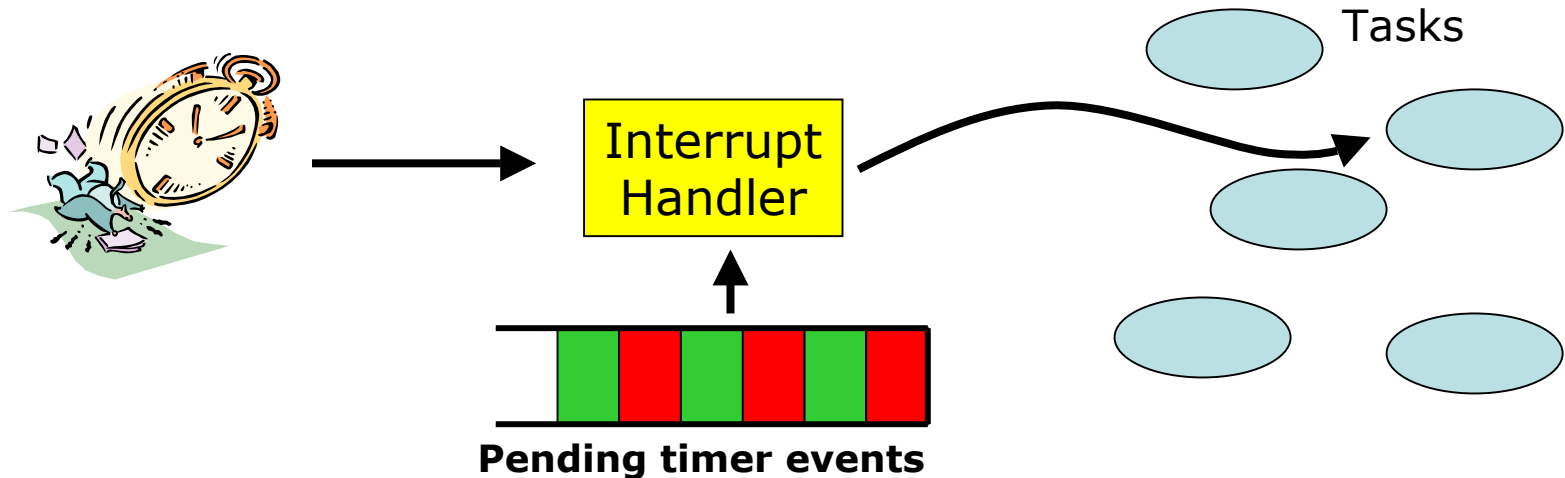 Tasks
Interrupt
Handler
Pending timer events